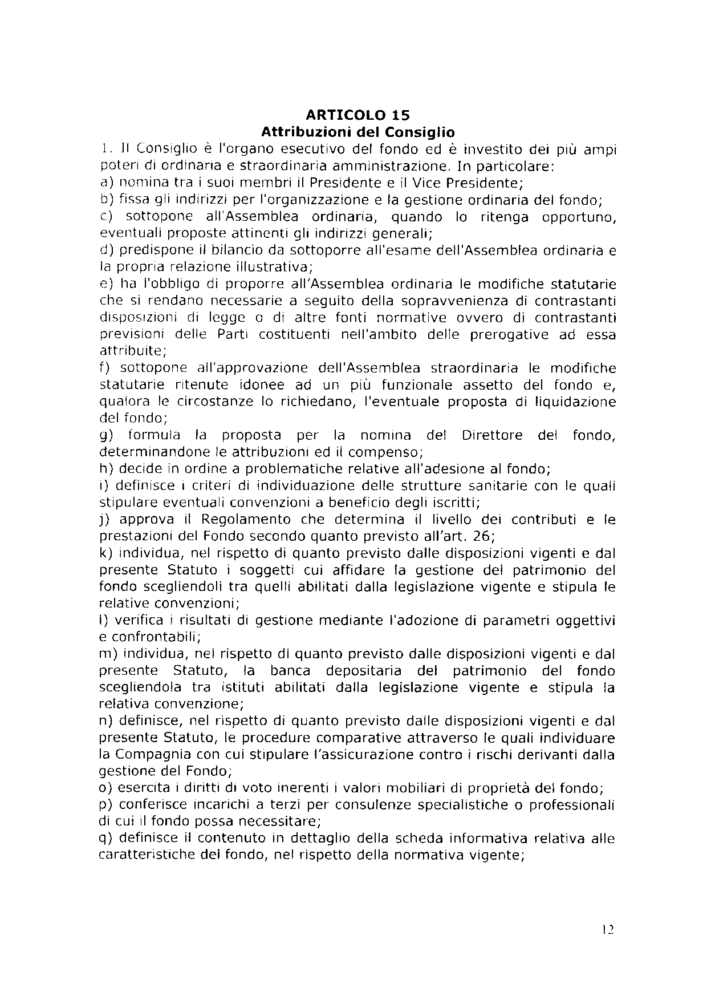 ARTICOLO 15
Attribuzioni del Consiglio
1. Il Consiglio è l'organo esecutivo del fondo ed è investito dei più ampi
poteri di ordinaria e straordinaria amministrazione. In particolare:
a) nomina tra i suoi membri il Presidente e il Vice Presidente;
b) fissa gli indirizzi per l'organizzazione e la gestione ordinaria del fondo;
c) sottopone all'Assemblea ordinaria, quando lo ritenga opportuno,
eventuali proposte attinenti gli indirizzi generali;
d) predispone il bilancio da sottoporre all'esame dell'Assemblea ordinaria e
la propria relazione illustrativa;
e) ha l'obbligo di proporre all'Assemblea ordinaria le modifiche statutarie
che si rendano necessarie a seguito della sopravvenienza di contrastanti
disposizioni di legge o di altre fonti normative ovvero di contrastanti
previsioni delle Parti costituenti nell'ambito delle prerogative ad essa
attribuite;
f) sottopone all'approvazione dell'Assemblea straordinaria le modifiche
statutarie ritenute idonee ad un più funzionale assetto del fondo e,
qualora le circostanze lo richiedano, l'eventuale proposta di liquidazione
del fondo;
g) formula la proposta per la nomina del Direttore del fondo,
determinandone le attribuzioni ed il compenso;
h) decide in ordine a problematiche relative all'adesione al fondo;
i) definisce i criteri di individuazione delle strutture sanitarie con le quali
stipulare eventuali convenzioni a beneficio degli iscritti;
j) approva il Regolamento che determina il livello dei contributi e le
prestazioni del Fondo secondo quanto previsto all'art. 26;
k) individua, nel rispetto di quanto previsto dalle disposizioni vigenti e dal
presente Statuto i soggetti cui affidare la gestione del patrimonio del
fondo scegliendoli tra quelli abilitati dalla legislazione vigente e stipula le
relative convenzioni;
l) verifica i risultati di gestione mediante l'adozione di parametri oggettivi
e confrontabili;
m) individua, nel rispetto di quanto previsto dalle disposizioni vigenti e dal
presente Statuto, la banca depositaria del patrimonio del fondo
scegliendola tra istituti abilitati dalla legislazione vigente e stipula la
relativa convenzione;
n) definisce, nel rispetto di quanto previsto dalle disposizioni vigenti e dal
presente Statuto, le procedure comparative attraverso le quali individuare
la Compagnia con cui stipulare l'assicurazione contro i rischi derivanti dalla
gestione del Fondo;
o) esercita i diritti di voto inerenti i valori mobiliari di proprietà del fondo;
p) conferisce incarichi a terzi per consulenze specialistiche o professionali
di cui il fondo possa necessitare;
q) definisce il contenuto in dettaglio della scheda informativa relativa alle
caratteristiche del fondo, nel rispetto della normativa vigente;
12